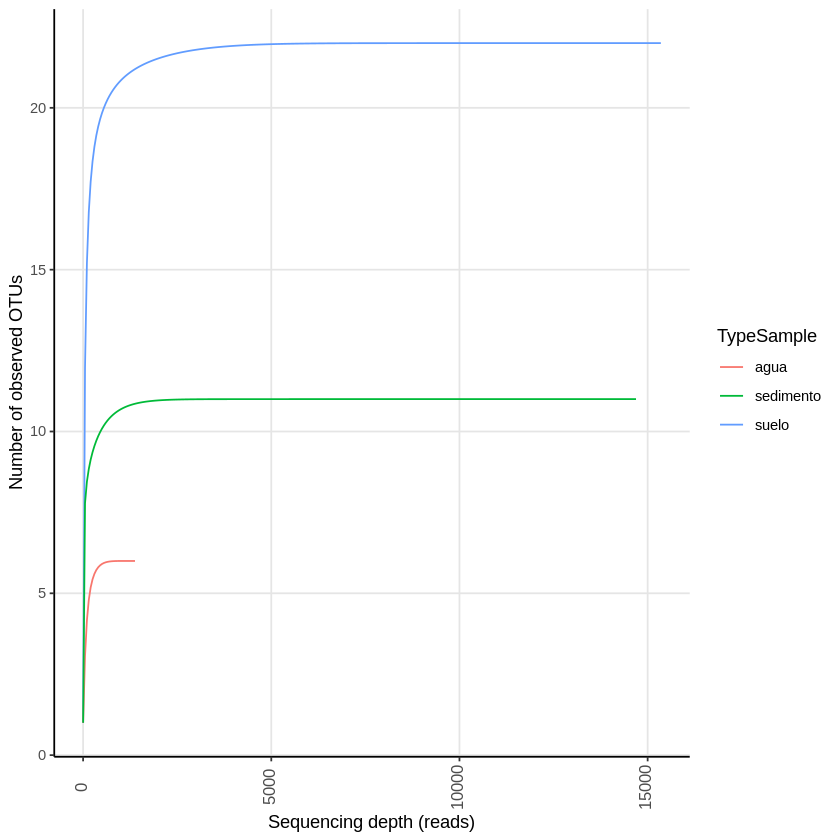 Number of observed OTUs
20
15
10
5
0
0
5000
10000
15000
Sequencing depth (reads)
TypeSample
agua
sedimento
suelo